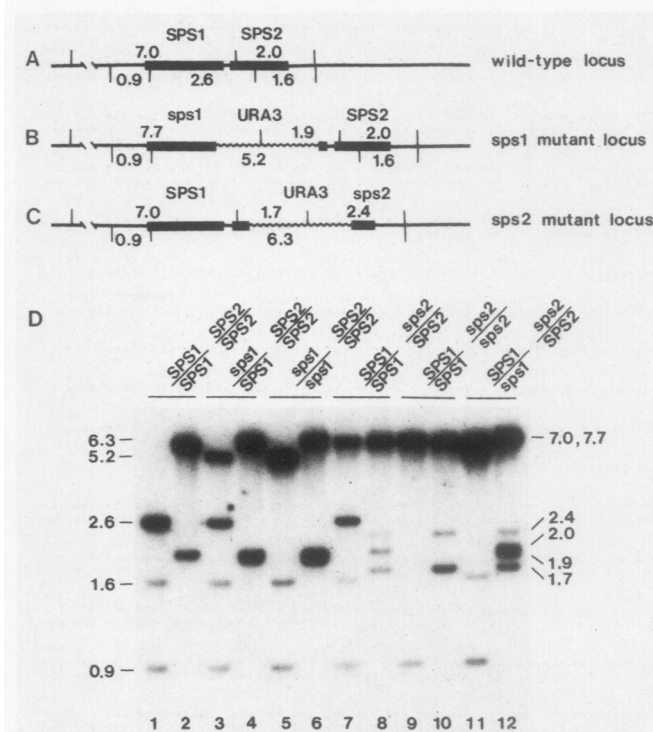 SPS1 SPS2
A 7.0 2.0 wild-type locus
0.9 2.6 1.6
sps1 URA3 SPS2
B 7.7 1.9 2.0 sps1 mutant locus
0.9 5.2 1.6
SPS1 URA3 sps2
C 7.0 1.7 2.4 sps2 mutant locus
0.9 6.3
D
SPS1/SPS1 SPS2/SPS2
sps1/SPS1 SPS2/SPS2
sps1/sps1 SPS2/SPS2
SPS1/SPS1 sps2/SPS2
SPS1/SPS1 sps2/sps2
SPS1/sps1 sps2/SPS2
6.3
5.2
2.6
1.6
0.9
7.0, 7.7
2.4
2.0
1.9
1.7
1 2 3 4 5 6 7 8 9 10 11 12